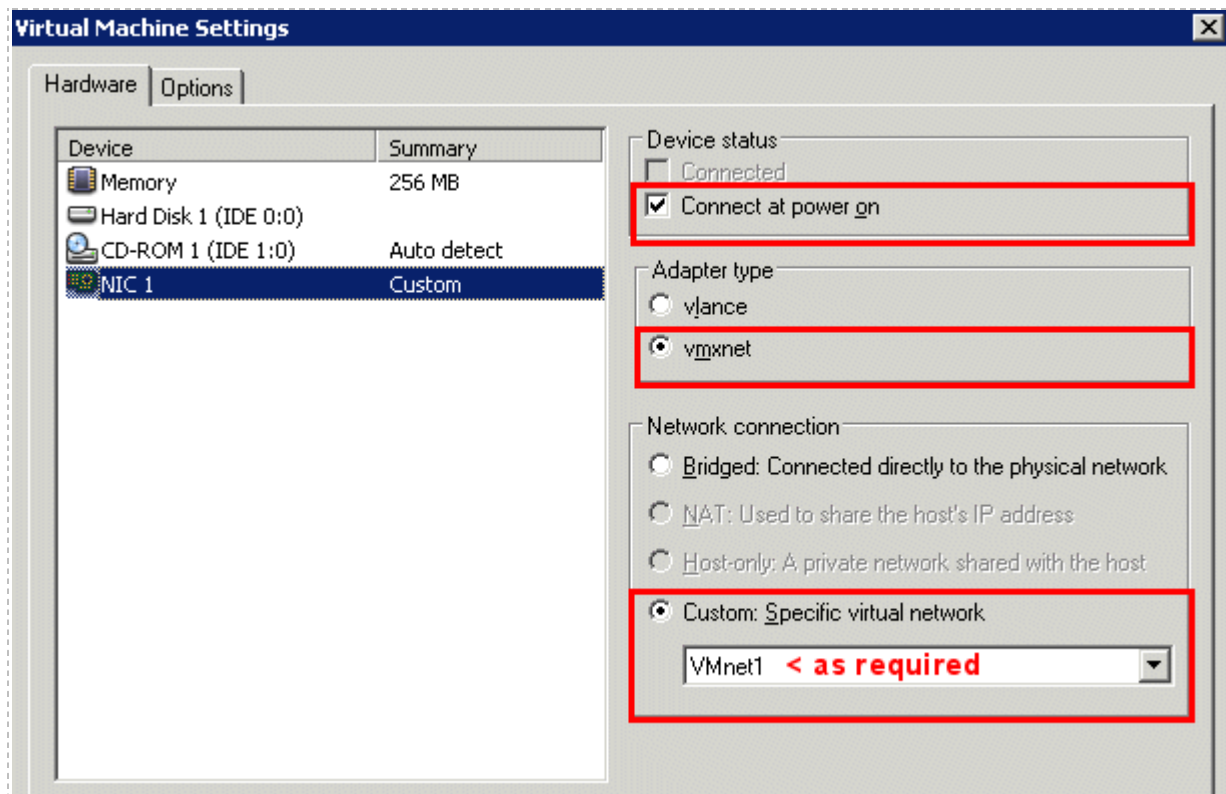 Virtual Machine Settings
Hardware Options
Device Summary
Memory 256 MB
Hard Disk 1 (IDE 0:0)
CD-ROM 1 (IDE 1:0) Auto detect
NIC 1 Custom
Device status
Connected
Connect at power on
Adapter type
vlance
vmxnet
Network connection
Bridged: Connected directly to the physical network
NAT: Used to share the host's IP address
Host-only: A private network shared with the host
Custom: Specific virtual network
VMnet1 < as required